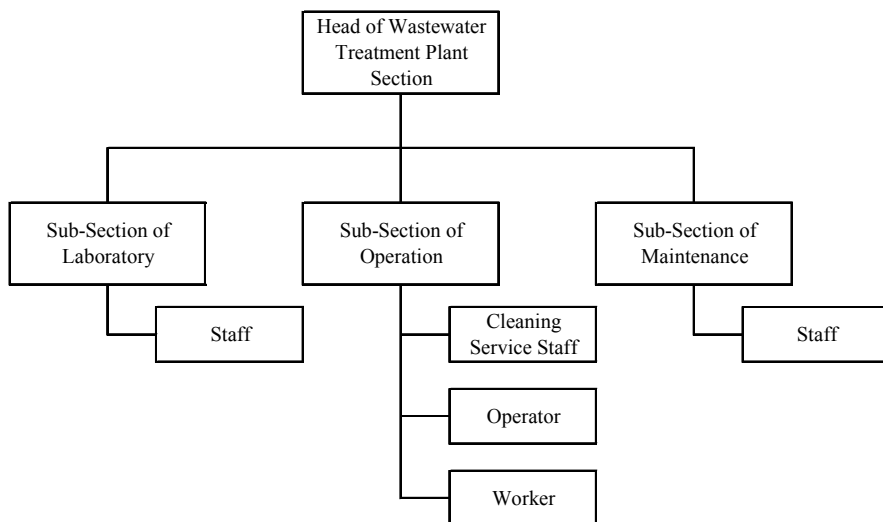 Head of Wastewater
Treatment Plant
Section
Sub-Section of
Laboratory
Sub-Section of
Operation
Sub-Section of
Maintenance
Staff
Cleaning
Service Staff
Staff
Operator
Worker